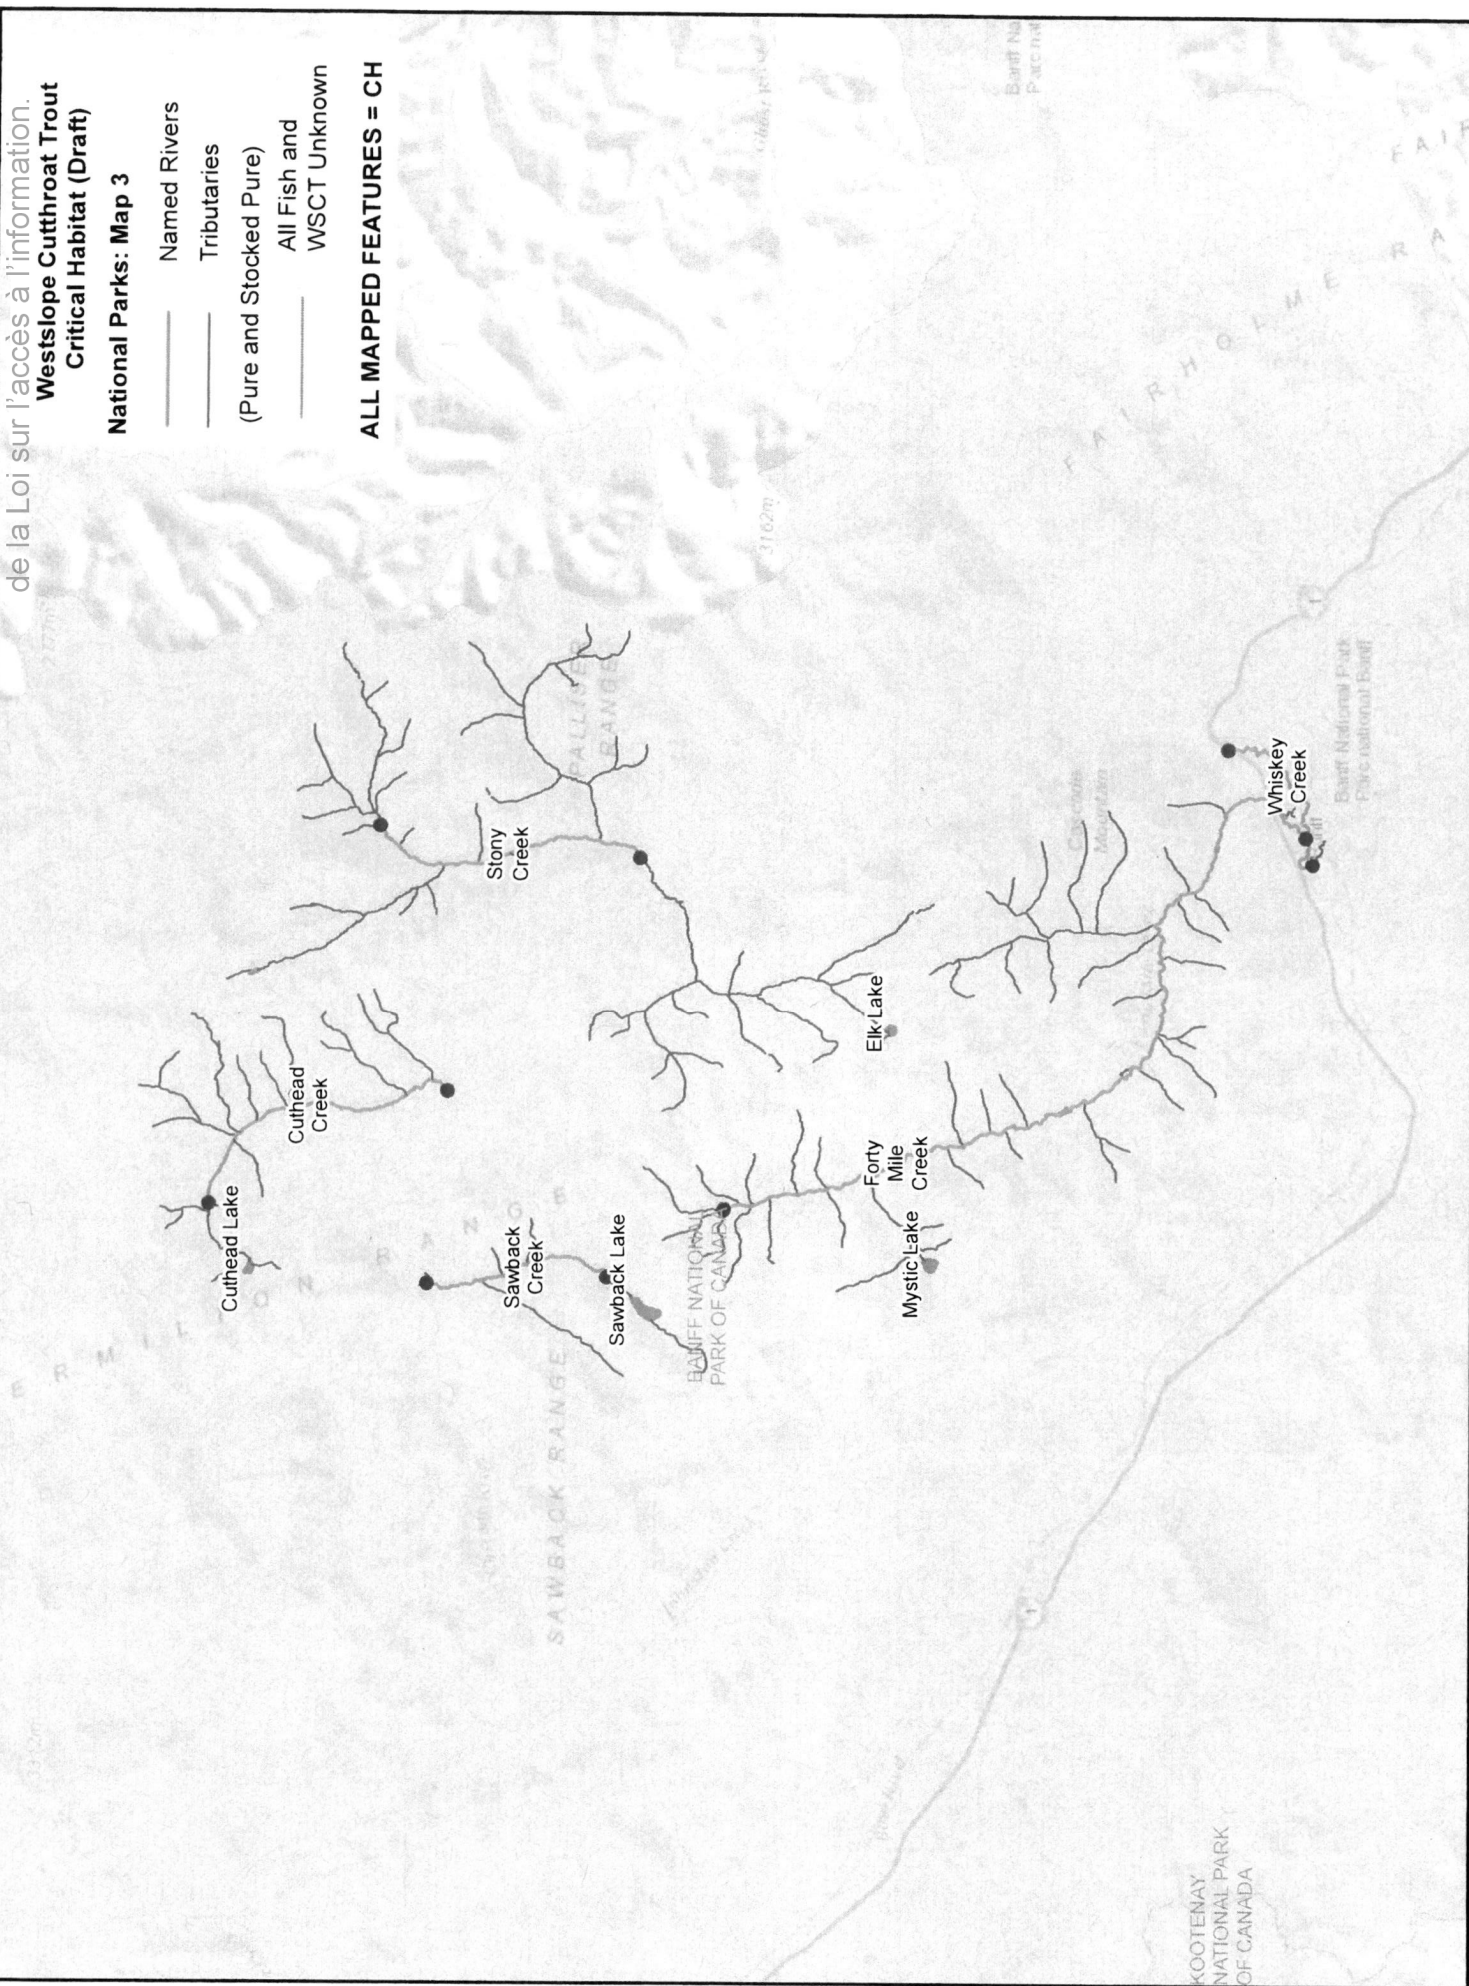 de la Loi sur l'accès à l'information.
Westslope Cutthroat Trout
Critical Habitat (Draft)
National Parks: Map 3
Named Rivers
Tributaries
(Pure and Stocked Pure)
All Fish and
WSCT Unknown
ALL MAPPED FEATURES = CH
Cuthead Lake
Cuthead
Creek
Stony
Creek
PALLISER
RANGE
3162m
Sawback
Creek
Sawback Lake
SAWBACK RANGE
BANFF NATIONAL
PARK OF CANADA
Elk Lake
Forty
Mile
Creek
Mystic Lake
Cascade
Mountain
Whiskey
Creek
Banff National Park
Parc national Banff
1
1
FAIRHOLME RA
KOOTENAY
NATIONAL PARK
OF CANADA